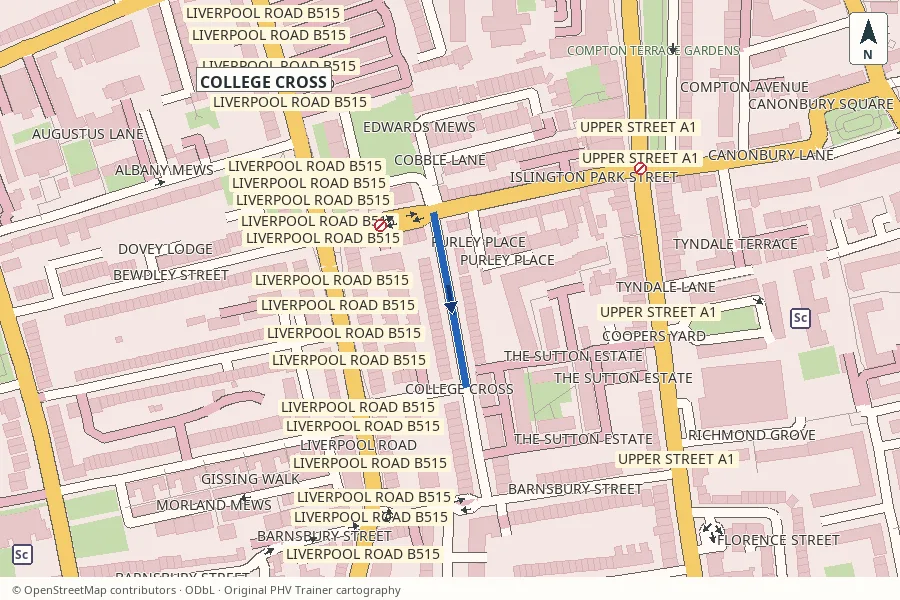 LIVERPOOL ROAD B515
LIVERPOOL ROAD B515
N
COMPTON TERRACE GARDENS
LIVERPOOL ROAD B515
COLLEGE CROSS
COMPTON AVENUE
LIVERPOOL ROAD B515
CANONBURY SQUARE
AUGUSTUS LANE
EDWARDS MEWS
UPPER STREET A1
COBBLE LANE
UPPER STREET A1
CANONBURY LANE
ALBANY MEWS
LIVERPOOL ROAD B515
ISLINGTON PARK STREET
LIVERPOOL ROAD B515
LIVERPOOL ROAD B515
LIVERPOOL ROAD B515
LIVERPOOL ROAD B515
DOVEY LODGE
PURLEY PLACE
TYNDALE TERRACE
PURLEY PLACE
BEWDLEY STREET
LIVERPOOL ROAD B515
TYNDALE LANE
LIVERPOOL ROAD B515
UPPER STREET A1
Sc
LIVERPOOL ROAD B515
COOPERS YARD
LIVERPOOL ROAD B515
THE SUTTON ESTATE
THE SUTTON ESTATE
COLLEGE CROSS
LIVERPOOL ROAD B515
LIVERPOOL ROAD B515
THE SUTTON ESTATE
RICHMOND GROVE
LIVERPOOL ROAD
LIVERPOOL ROAD B515
UPPER STREET A1
GISSING WALK
BARNSBURY STREET
LIVERPOOL ROAD B515
MORLAND MEWS
LIVERPOOL ROAD B515
BARNSBURY STREET
FLORENCE STREET
Sc
LIVERPOOL ROAD B515
BARNSBURY STREET
© OpenStreetMap contributors · ODbL · Original PHV Trainer cartography